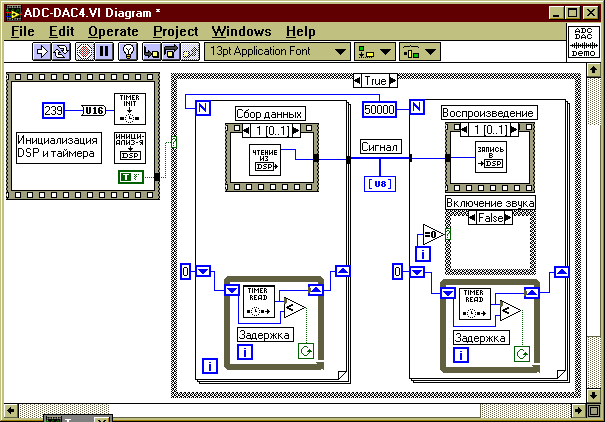 ADC-DAC4.VI Diagram *
File Edit Operate Project Windows Help
13pt Application Font
ADC
DAC
Demo
True
239
U16
TIMER
INIT
Инициализация
DSP и таймера
ИНИЦИ-
АЛИЗ-Я
DSP
T
N
50000
N
Сбор данных
1 [0..1]
ЧТЕНИЕ
ИЗ
DSP
Сигнал
[U8]
Воспроизведение
1 [0..1]
ЗАПИСЬ
В
DSP
Включение звука
False
=0
i
0
TIMER
READ
<
Задержка
i
i
0
TIMER
READ
<
Задержка
i
i